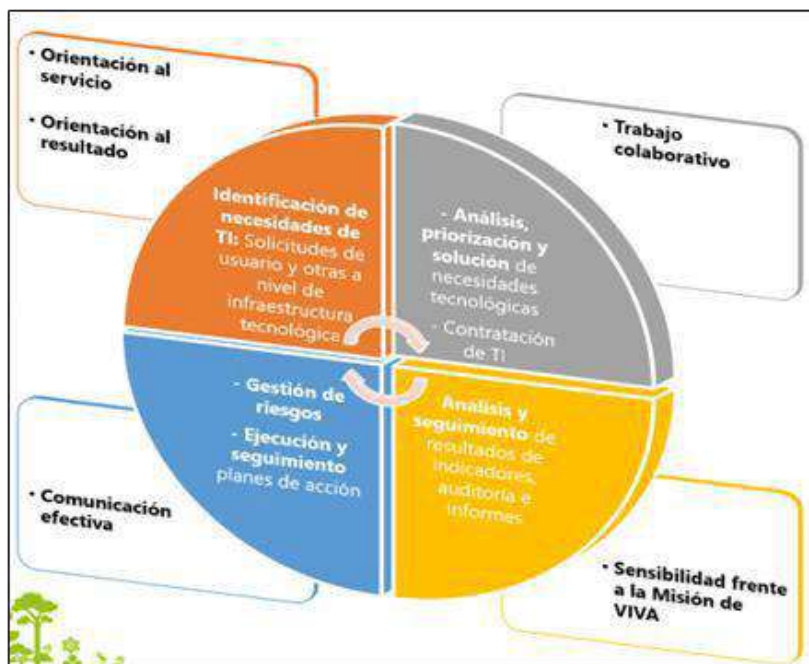 • Orientación al
servicio
• Orientación al
resultado
• Trabajo
colaborativo
Identificación de
necesidades de
TI: Solicitudes de
usuario y otras a
nivel de
infraestructura
tecnológica
- Análisis,
priorización y
solución de
necesidades
tecnológicas
- Contratación
de TI
- Gestión de
riesgos
- Ejecución y
seguimiento
planes de acción
Análisis y
seguimiento de
resultados de
indicadores,
auditoría e
informes
• Comunicación
efectiva
• Sensibilidad frente
a la Misión de
VIVA